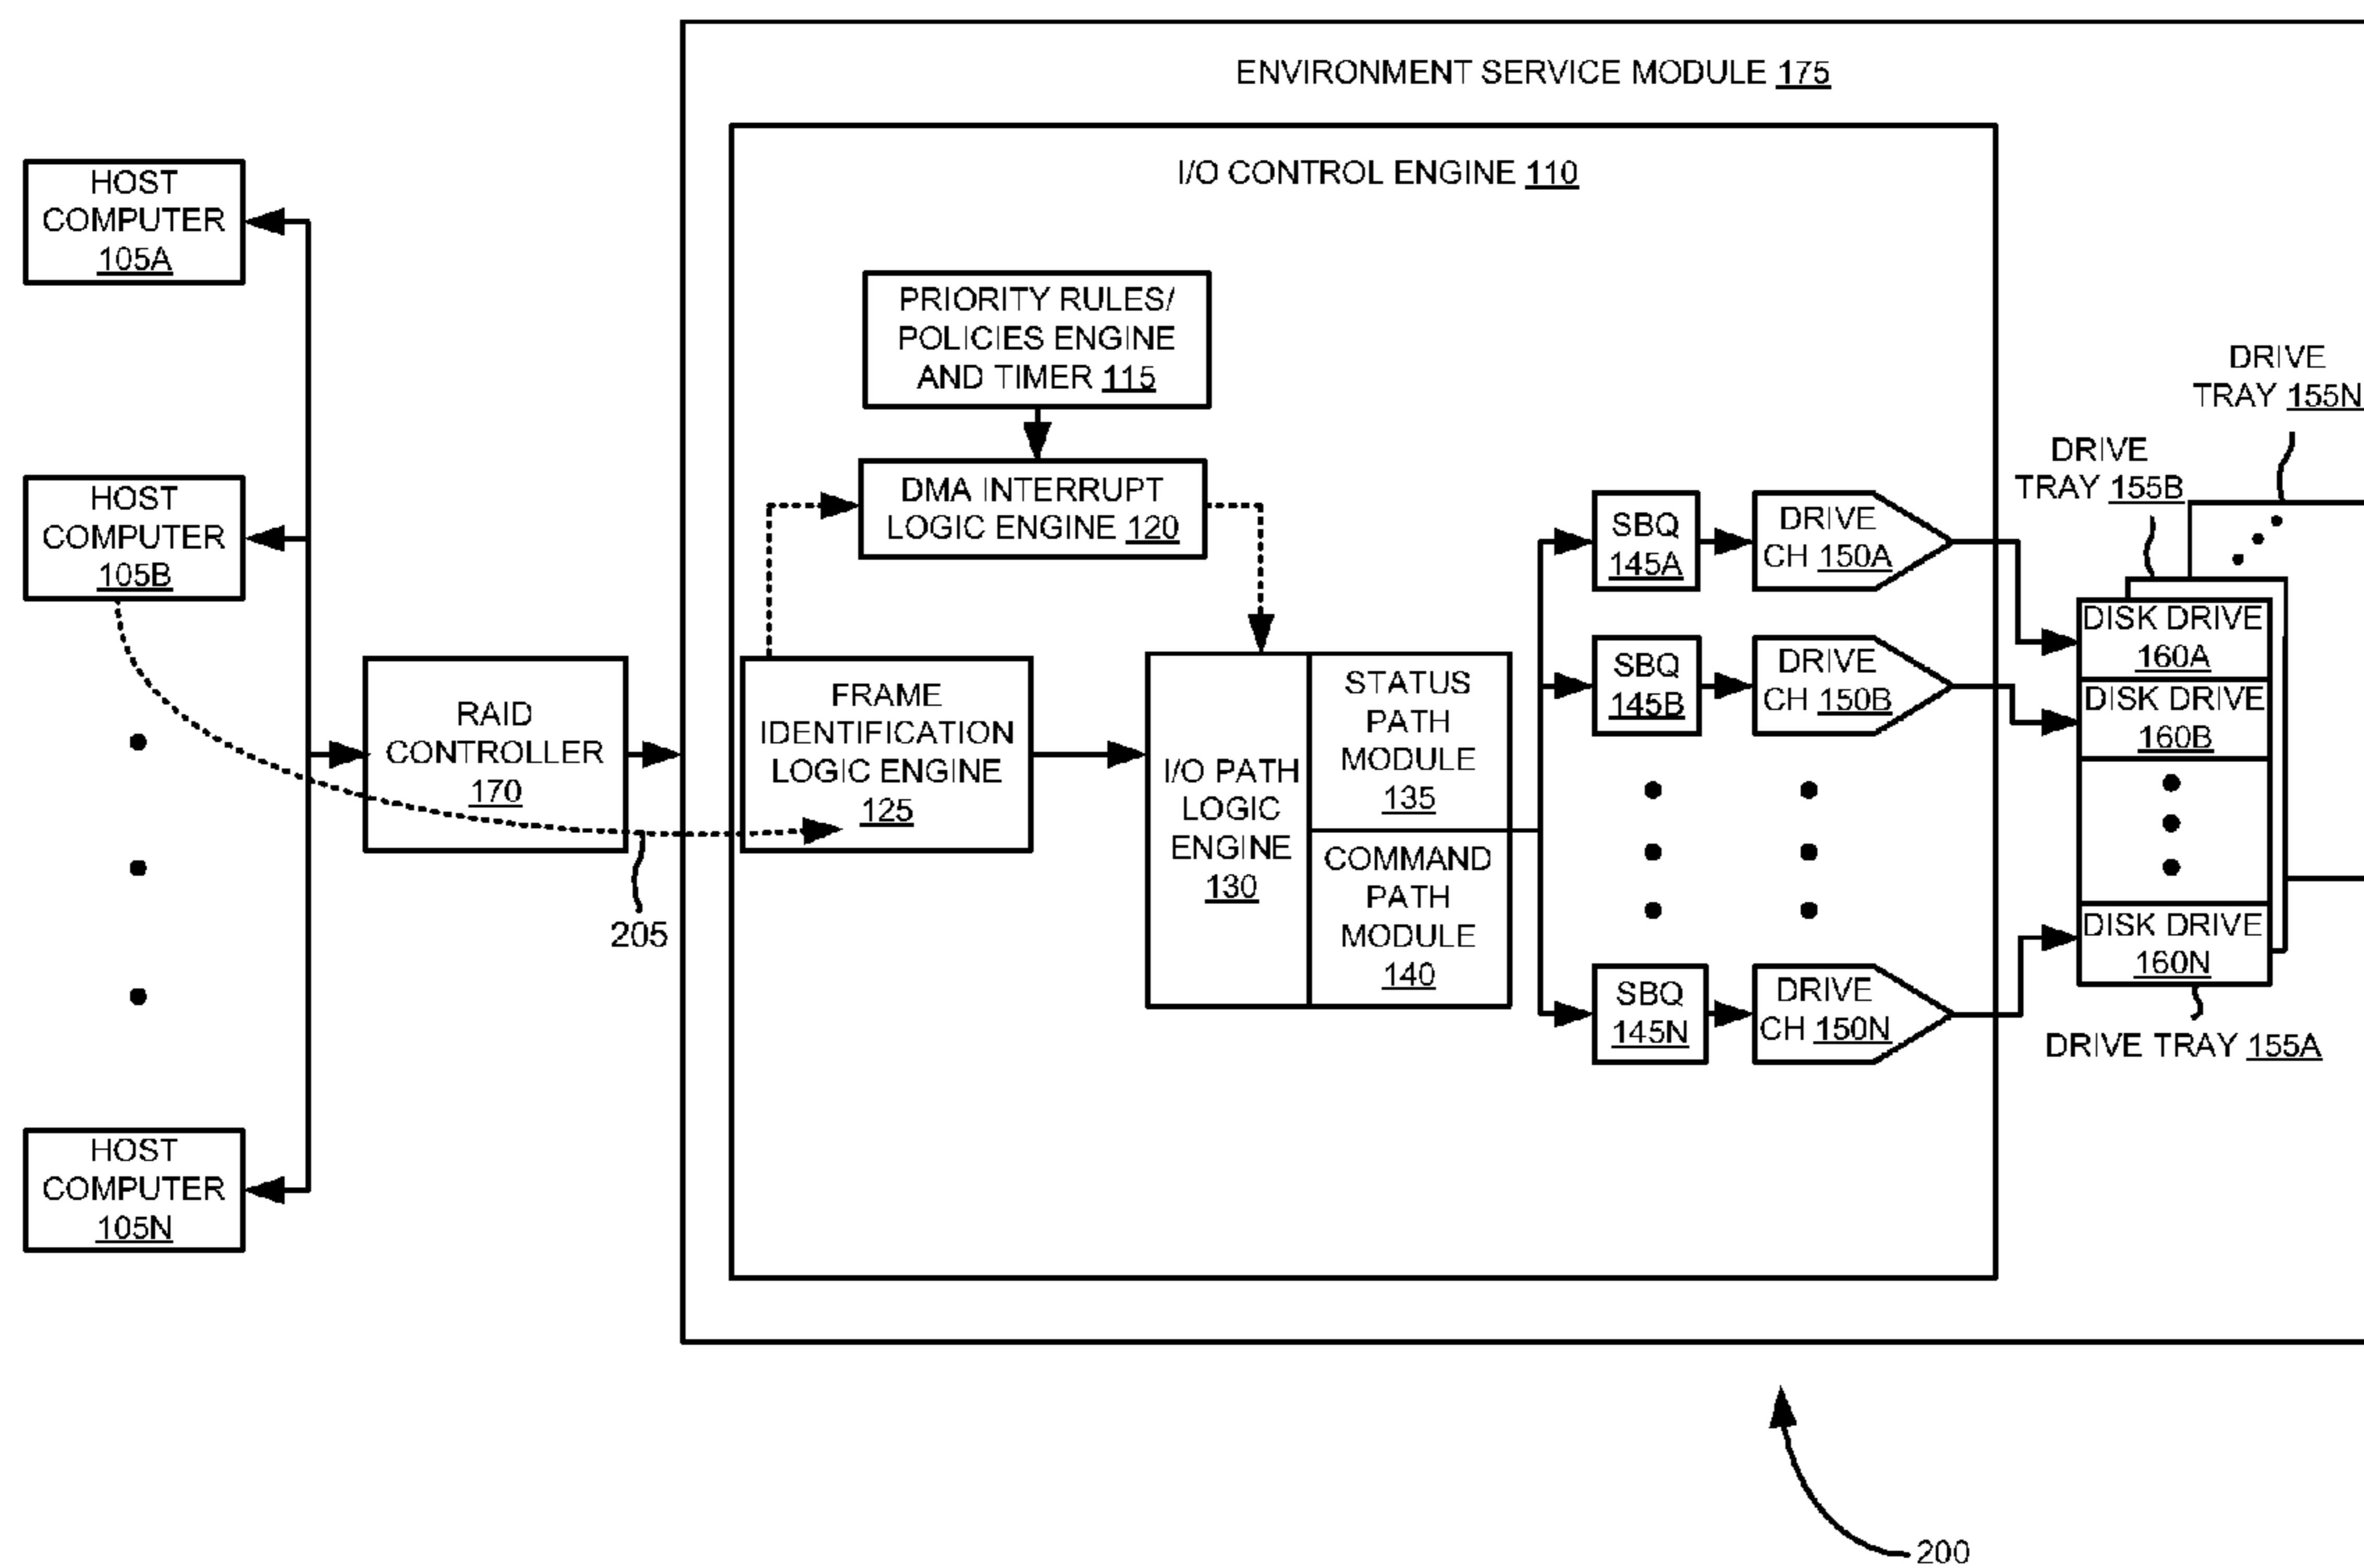 ENVIRONMENT SERVICE MODULE 175
I/O CONTROL ENGINE 110
HOST
COMPUTER
105A
HOST
COMPUTER
105B
HOST
COMPUTER
105N
RAID
CONTROLLER
170
205
PRIORITY RULES/
POLICIES ENGINE
AND TIMER 115
DMA INTERRUPT
LOGIC ENGINE 120
FRAME
IDENTIFICATION
LOGIC ENGINE
125
I/O PATH
LOGIC
ENGINE
130
STATUS
PATH
MODULE
135
COMMAND
PATH
MODULE
140
SBQ
145A
DRIVE
CH 150A
SBQ
145B
DRIVE
CH 150B
SBQ
145N
DRIVE
CH 150N
DRIVE
TRAY 155N
DRIVE
TRAY 155B
DISK DRIVE
160A
DISK DRIVE
160B
DISK DRIVE
160N
DRIVE TRAY 155A
200